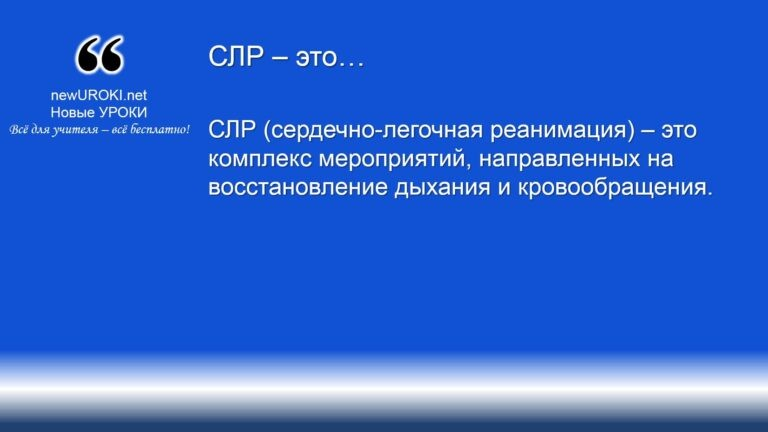 newUROKI.net
Новые УРОКИ
Всё для учителя – всё бесплатно!
СЛР – это…
СЛР (сердечно-легочная реанимация) – это
комплекс мероприятий, направленных на
восстановление дыхания и кровообращения.